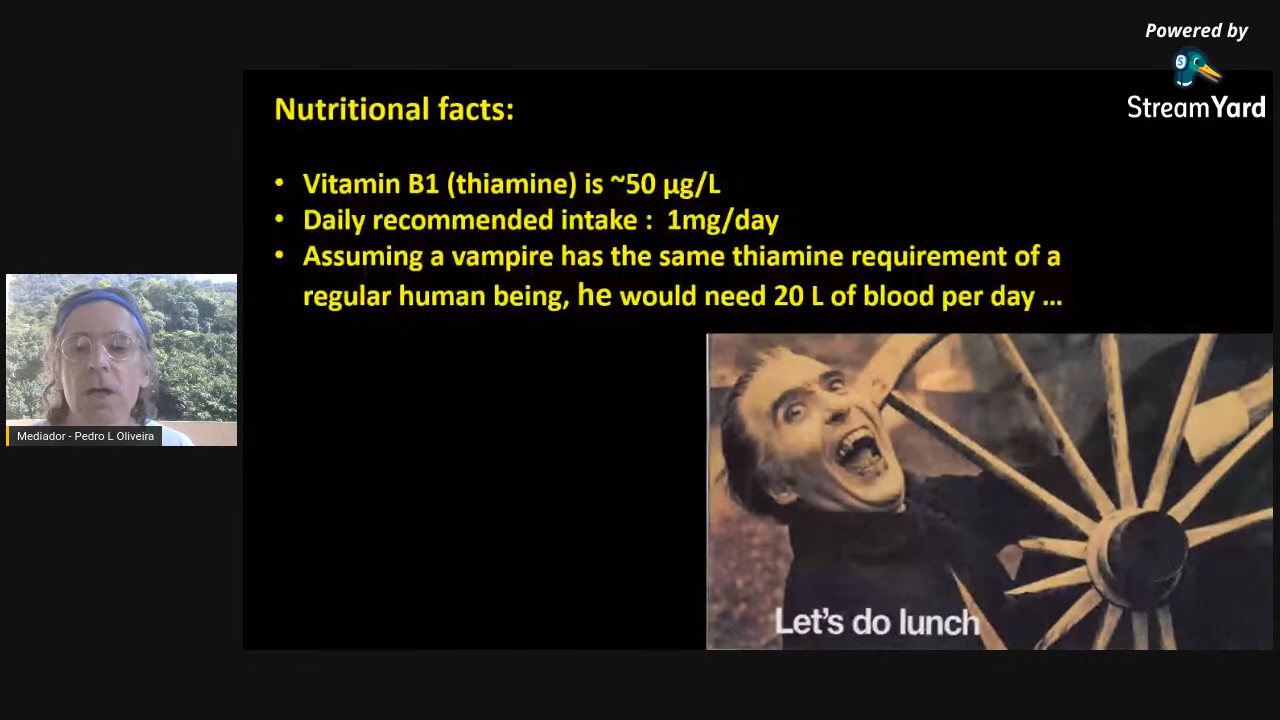 Powered by
StreamYard
Nutritional facts:
• Vitamin B1 (thiamine) is ~50 µg/L
• Daily recommended intake : 1mg/day
• Assuming a vampire has the same thiamine requirement of a
regular human being, he would need 20 L of blood per day ...
Mediador - Pedro L Oliveira
Let's do lunch